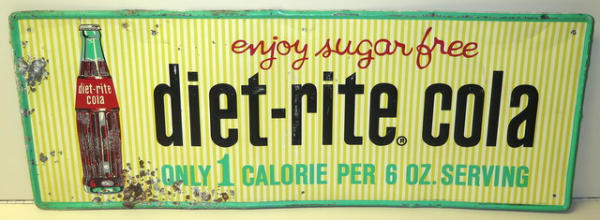 enjoy sugar free
diet-rite® cola
ONLY 1 CALORIE PER 6 OZ. SERVING
diet-rite
cola